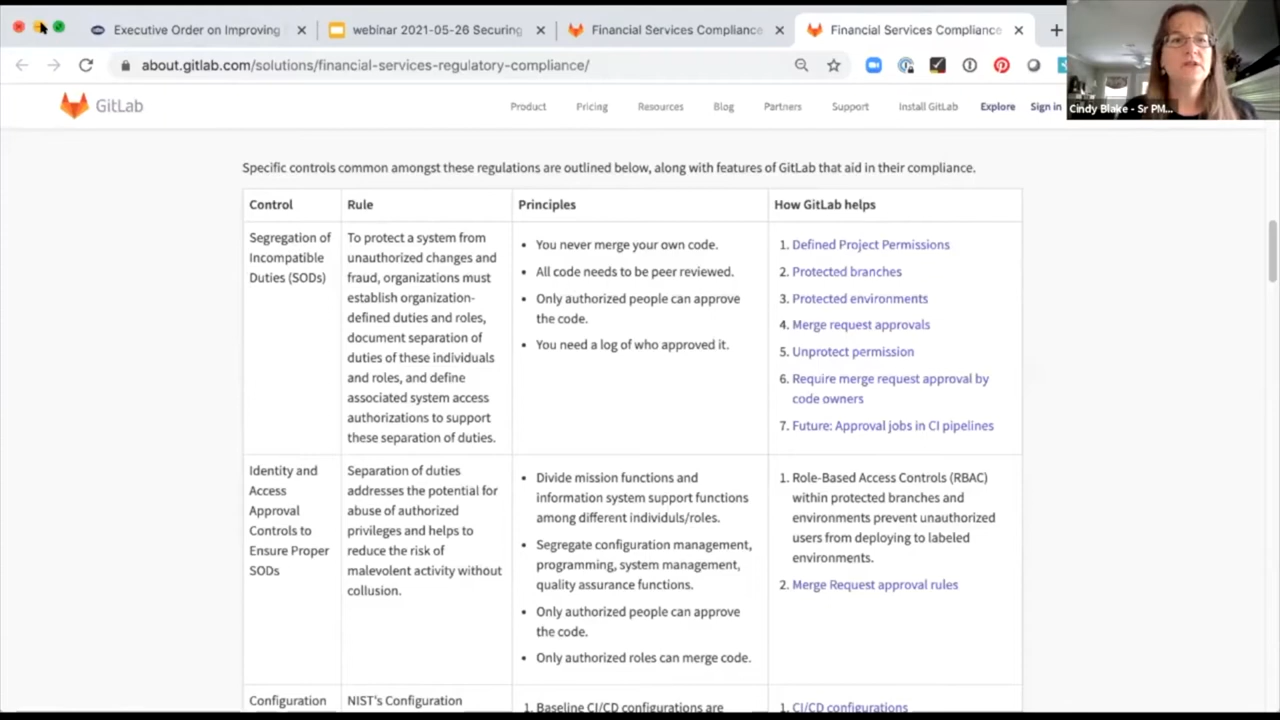 Executive Order on Improving
webinar 2021-05-26 Securing
Financial Services Compliance
Financial Services Compliance
about.gitlab.com/solutions/financial-services-regulatory-compliance/
GitLab
Product
Pricing
Resources
Blog
Partners
Support
Install GitLab
Explore
Sign in
Cindy Blake - Sr PM...
Specific controls common amongst these regulations are outlined below, along with features of GitLab that aid in their compliance.
Control
Rule
Principles
How GitLab helps
Segregation of
Incompatible
Duties (SODs)
To protect a system from
unauthorized changes and
fraud, organizations must
establish organization-
defined duties and roles,
document separation of
duties of these individuals
and roles, and define
associated system access
authorizations to support
these separation of duties.
• You never merge your own code.
• All code needs to be peer reviewed.
• Only authorized people can approve
the code.
• You need a log of who approved it.
1. Defined Project Permissions
2. Protected branches
3. Protected environments
4. Merge request approvals
5. Unprotect permission
6. Require merge request approval by
code owners
7. Future: Approval jobs in CI pipelines
Identity and
Access
Approval
Controls to
Ensure Proper
SODs
Separation of duties
addresses the potential for
abuse of authorized
privileges and helps to
reduce the risk of
malevolent activity without
collusion.
• Divide mission functions and
information system support functions
among different individuls/roles.
• Segregate configuration management,
programming, system management,
quality assurance functions.
• Only authorized people can approve
the code.
• Only authorized roles can merge code.
1. Role-Based Access Controls (RBAC)
within protected branches and
environments prevent unauthorized
users from deploying to labeled
environments.
2. Merge Request approval rules
Configuration
NIST's Configuration
1. Baseline CI/CD configurations are
1. CI/CD configurations